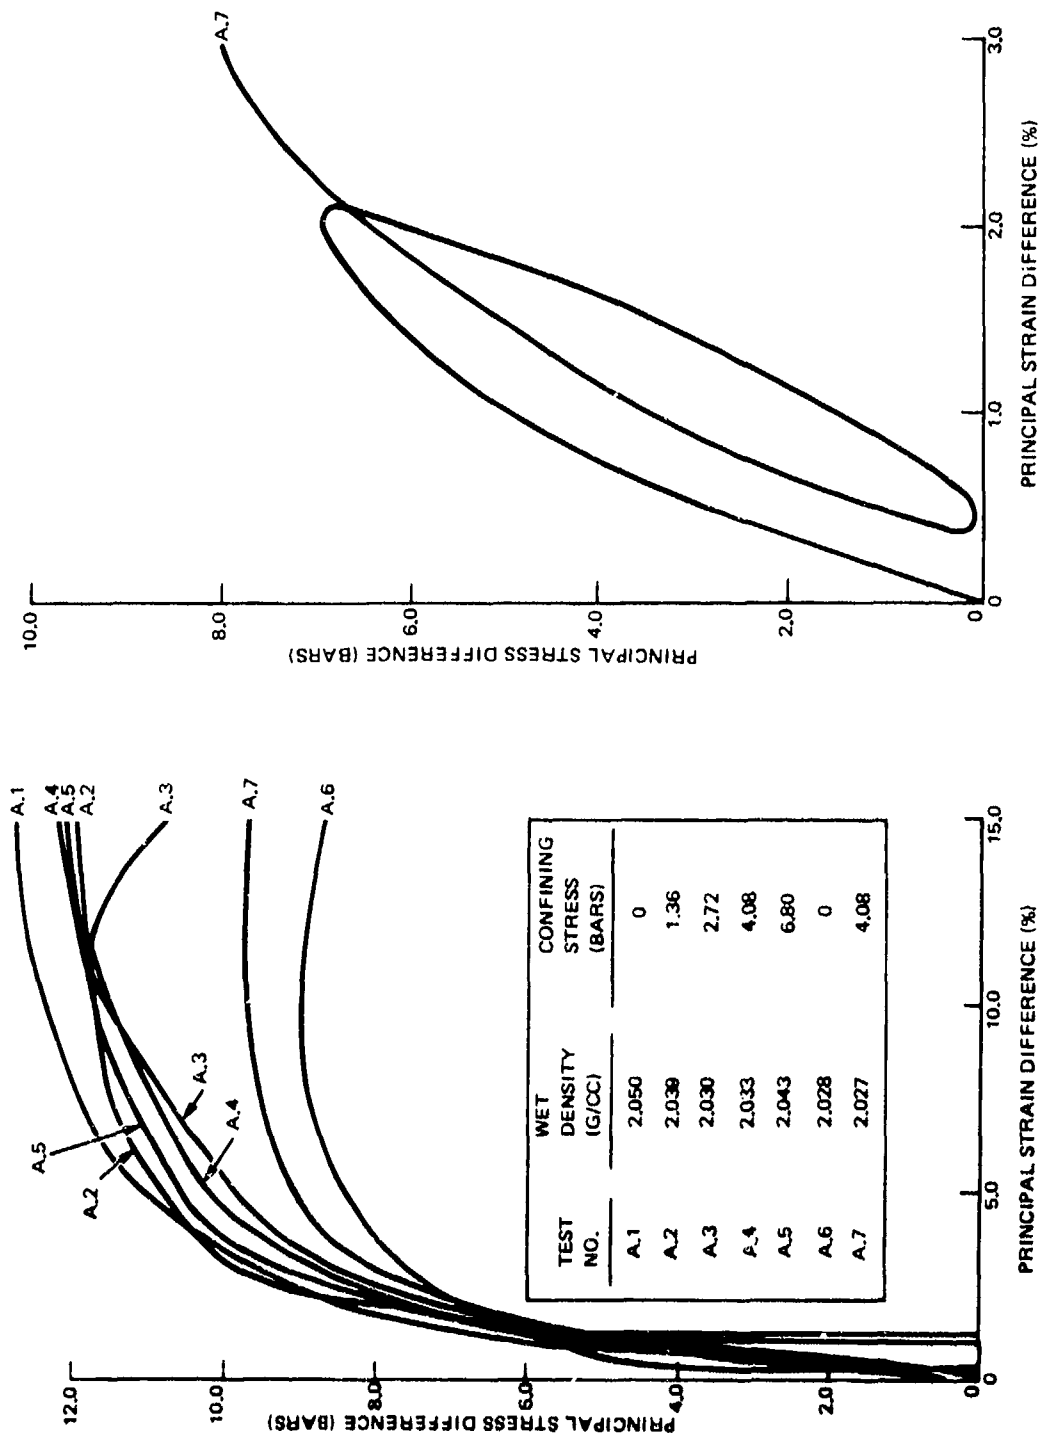 12.0
10.0
8.0
6.0
4.0
2.0
0
PRINCIPAL STRESS DIFFERENCE (BARS)
0
5.0
10.0
15.0
PRINCIPAL STRAIN DIFFERENCE (%)
A.1
A.4
A.5
A.2
A.3
A.7
A.6
A.5
A.2
A.3
A.4
TEST NO. WET DENSITY (G/CC) CONFINING STRESS (BARS)
A.1 2.050 0
A.2 2.039 1.36
A.3 2.030 2.72
A.4 2.033 4.08
A.5 2.043 6.80
A.6 2.028 0
A.7 2.027 4.08
10.0
8.0
6.0
4.0
2.0
0
PRINCIPAL STRESS DIFFERENCE (BARS)
0
1.0
2.0
3.0
PRINCIPAL STRAIN DIFFERENCE (%)
A.7